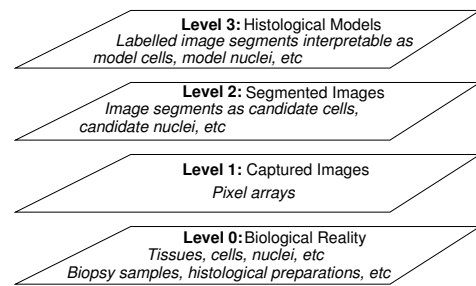 Level 3: Histological Models
Labelled image segments interpretable as
model cells, model nuclei, etc
Level 2: Segmented Images
Image segments as candidate cells,
candidate nuclei, etc
Level 1: Captured Images
Pixel arrays
Level 0: Biological Reality
Tissues, cells, nuclei, etc
Biopsy samples, histological preparations, etc